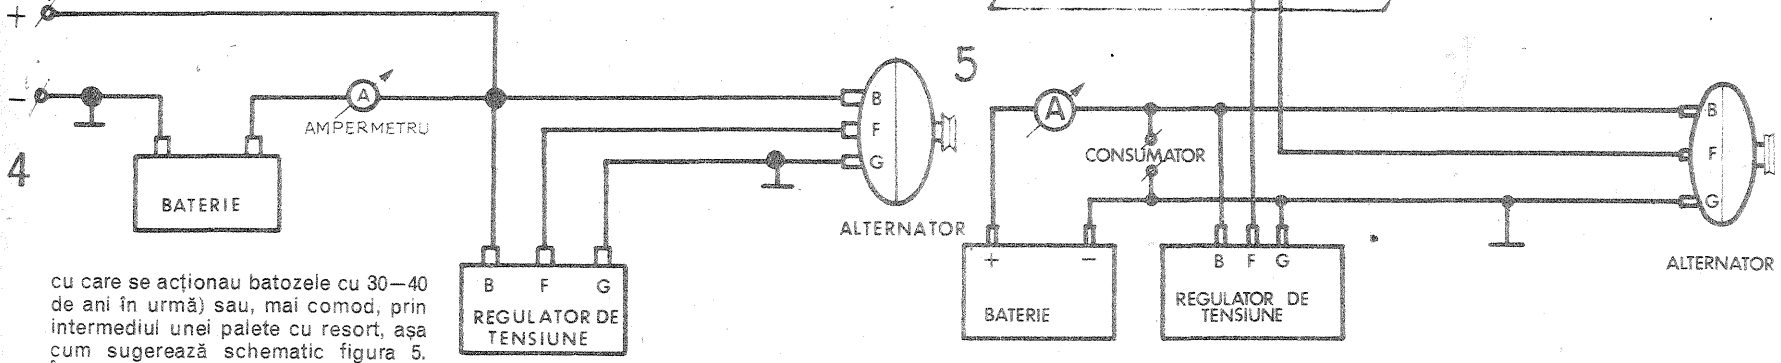 +
−
A
AMPERMETRU
4
BATERIE
B
F
G
ALTERNATOR
B F G
REGULATOR DE
TENSIUNE
cu care se acționau batozele cu 30—40
de ani în urmă) sau, mai comod, prin
intermediul unei palete cu resort, așa
cum sugerează schematic figura 5.
5
A
CONSUMATOR
B
F
G
ALTERNATOR
+ −
BATERIE
B F G
REGULATOR DE
TENSIUNE